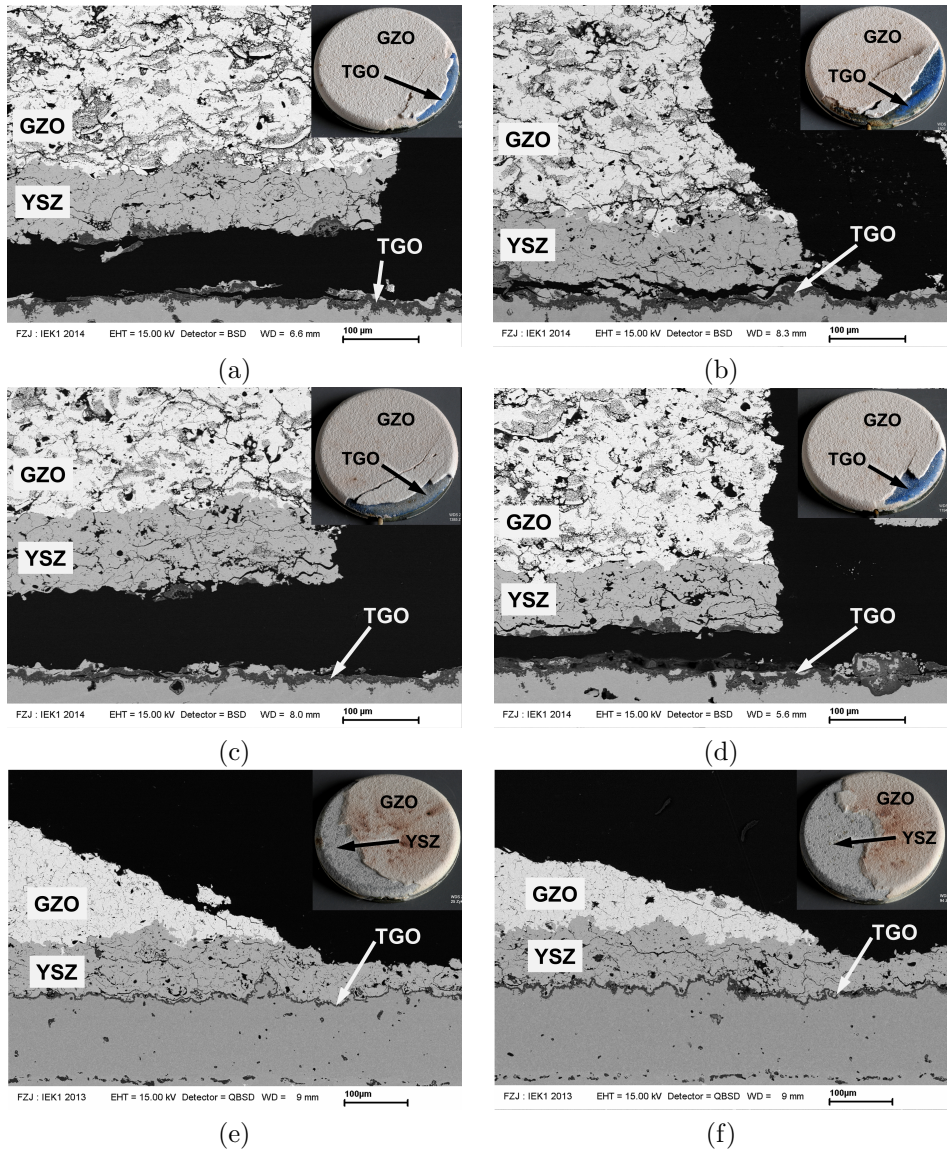 GZO
TGO
GZO
YSZ
TGO
FZJ : IEK1 2014 EHT = 15.00 kV Detector = BSD WD = 6.6 mm 100 µm
(a)
GZO
TGO
GZO
YSZ
TGO
FZJ : IEK1 2014 EHT = 15.00 kV Detector = BSD WD = 8.3 mm 100 µm
(b)
GZO
TGO
GZO
YSZ
TGO
FZJ : IEK1 2014 EHT = 15.00 kV Detector = BSD WD = 8.0 mm 100 µm
(c)
GZO
TGO
GZO
YSZ
TGO
FZJ : IEK1 2014 EHT = 15.00 kV Detector = BSD WD = 5.6 mm 100 µm
(d)
GZO
YSZ
GZO
TGO
YSZ
FZJ : IEK1 2013 EHT = 15.00 kV Detector = QBSD WD = 9 mm 100µm
(e)
GZO
YSZ
GZO
TGO
YSZ
FZJ : IEK1 2013 EHT = 15.00 kV Detector = QBSD WD = 9 mm 100µm
(f)